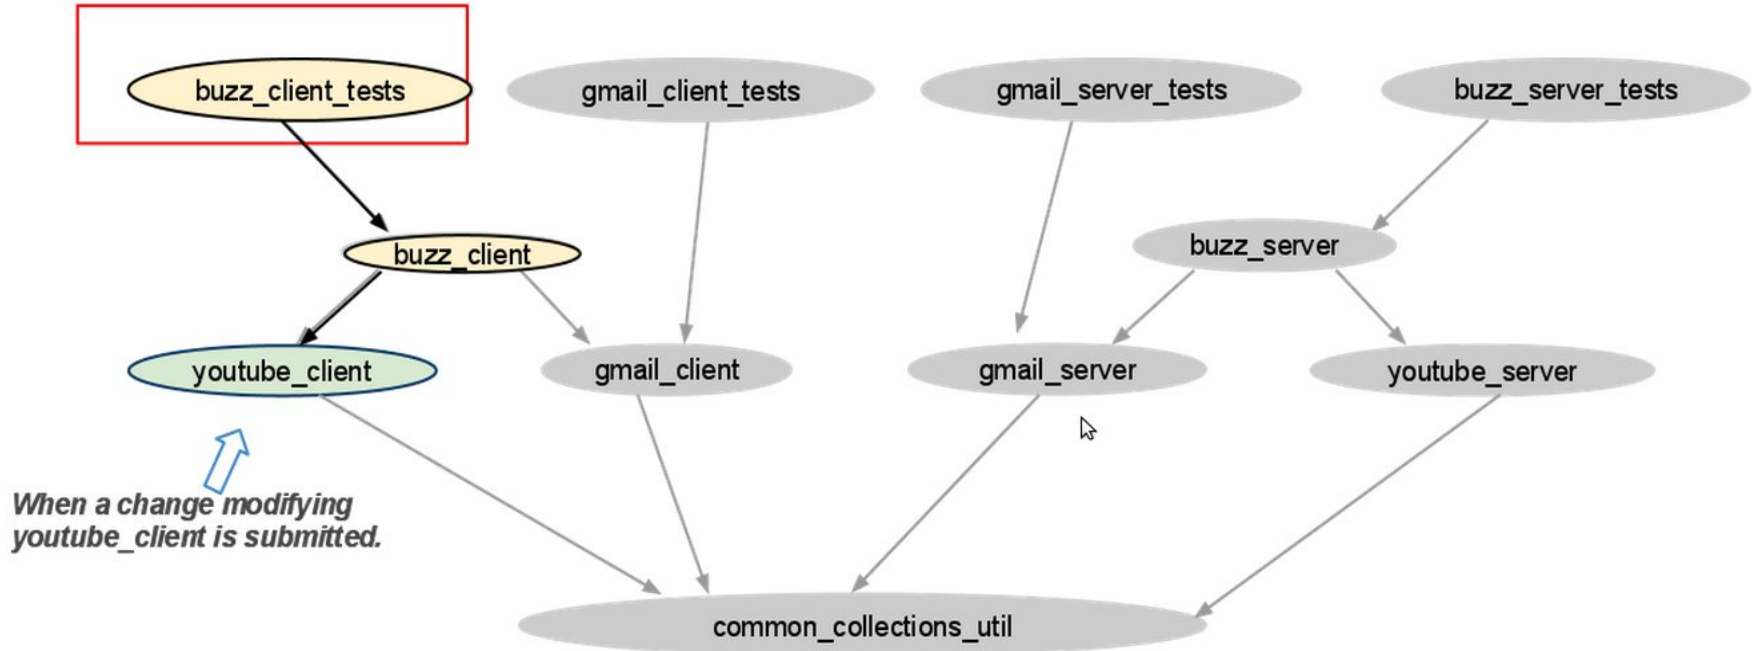 buzz_client_tests
gmail_client_tests
gmail_server_tests
buzz_server_tests
buzz_client
buzz_server
youtube_client
gmail_client
gmail_server
youtube_server
When a change modifying
youtube_client is submitted.
common_collections_util